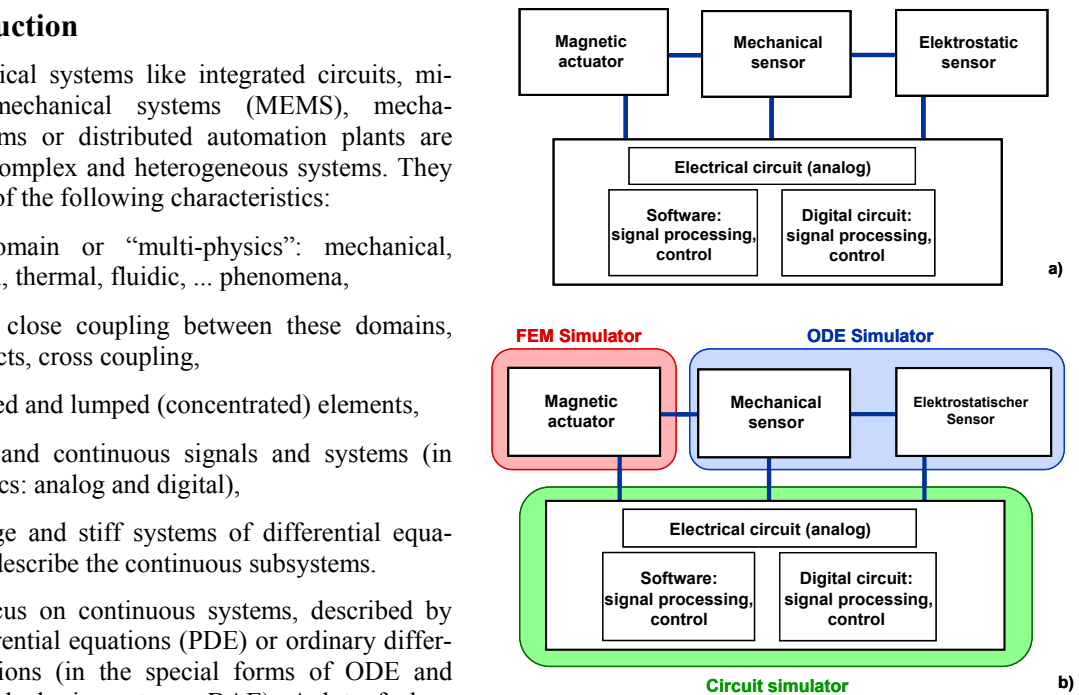 uction
ical systems like integrated circuits, mi-
mechanical systems (MEMS), mecha-
ms or distributed automation plants are
omplex and heterogeneous systems. They
of the following characteristics:
omain or “multi-physics”: mechanical,
, thermal, fluidic, ... phenomena,
close coupling between these domains,
cts, cross coupling,
ed and lumped (concentrated) elements,
and continuous signals and systems (in
cs: analog and digital),
ge and stiff systems of differential equa-
describe the continuous subsystems.
cus on continuous systems, described by
erential equations (PDE) or ordinary differ-
ions (in the special forms of ODE and
Magnetic
actuator
Mechanical
sensor
Elektrostatic
sensor
Electrical circuit (analog)
Software:
signal processing,
control
Digital circuit:
signal processing,
control
a)
FEM Simulator
ODE Simulator
Magnetic
actuator
Mechanical
sensor
Elektrostatischer
Sensor
Electrical circuit (analog)
Software:
signal processing,
control
Digital circuit:
signal processing,
control
Circuit simulator
b)